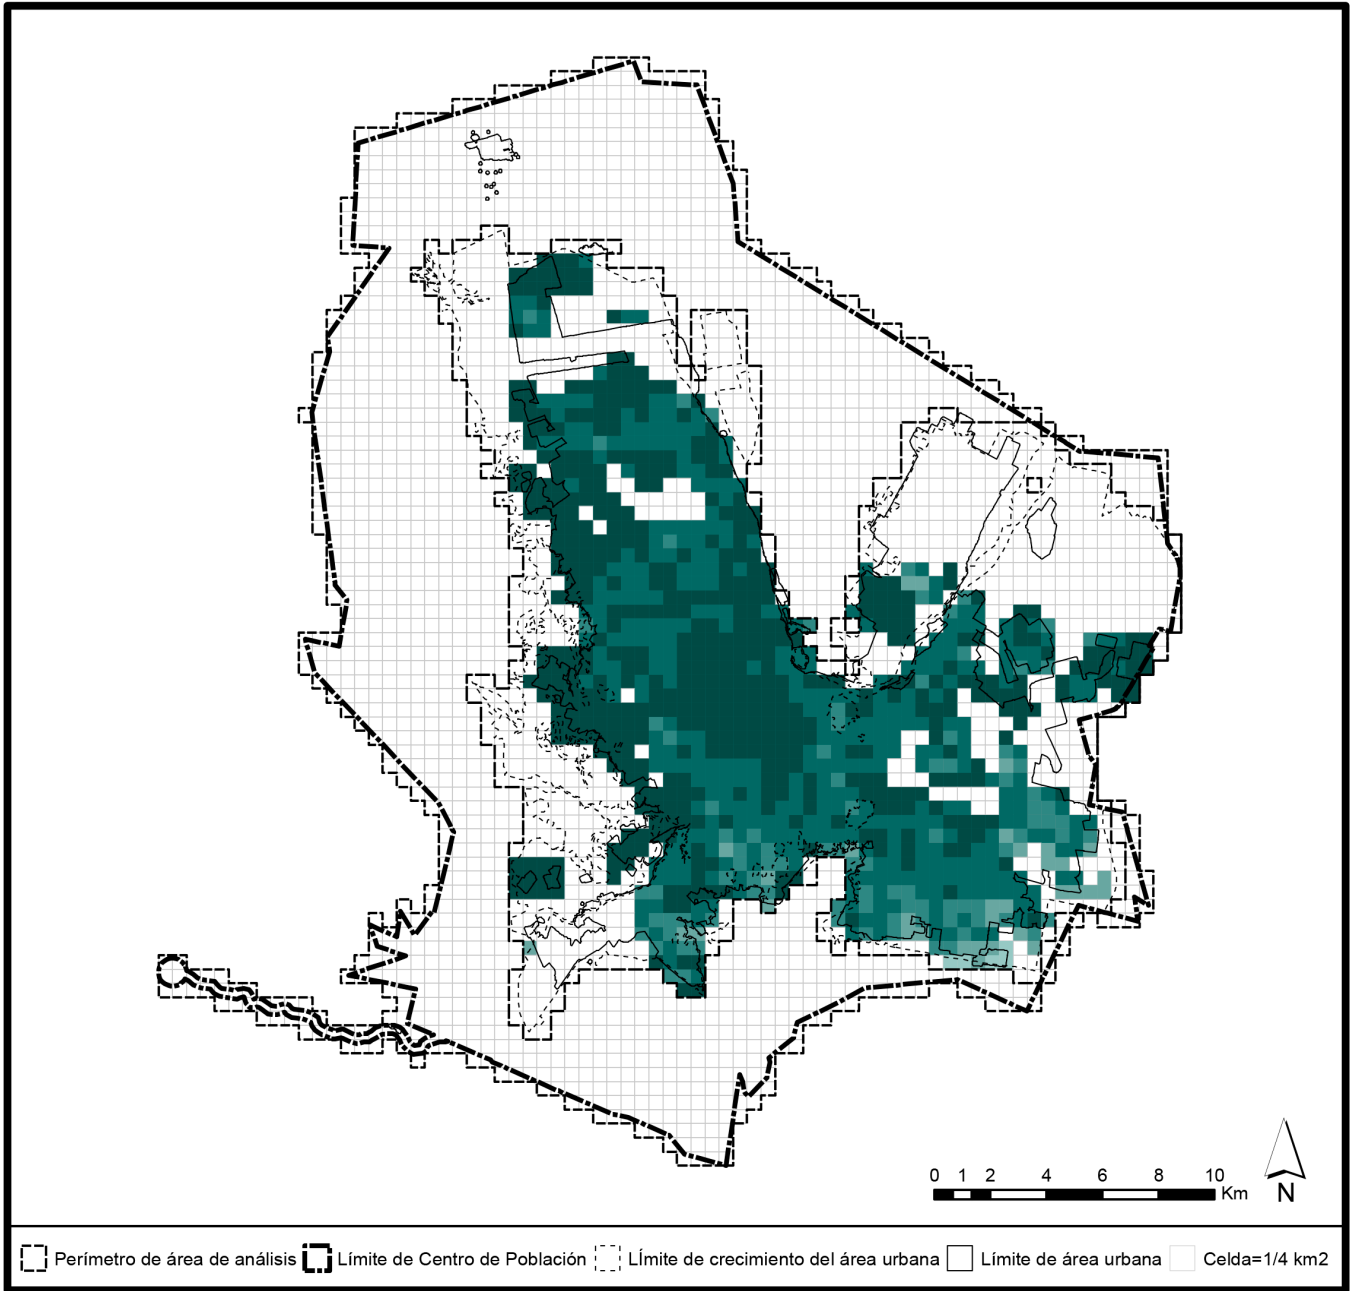 0 1 2 4 6 8 10
Km
N
Perímetro de área de análisis Límite de Centro de Población LÍmite de crecimiento del área urbana Límite de área urbana Celda=1/4 km2